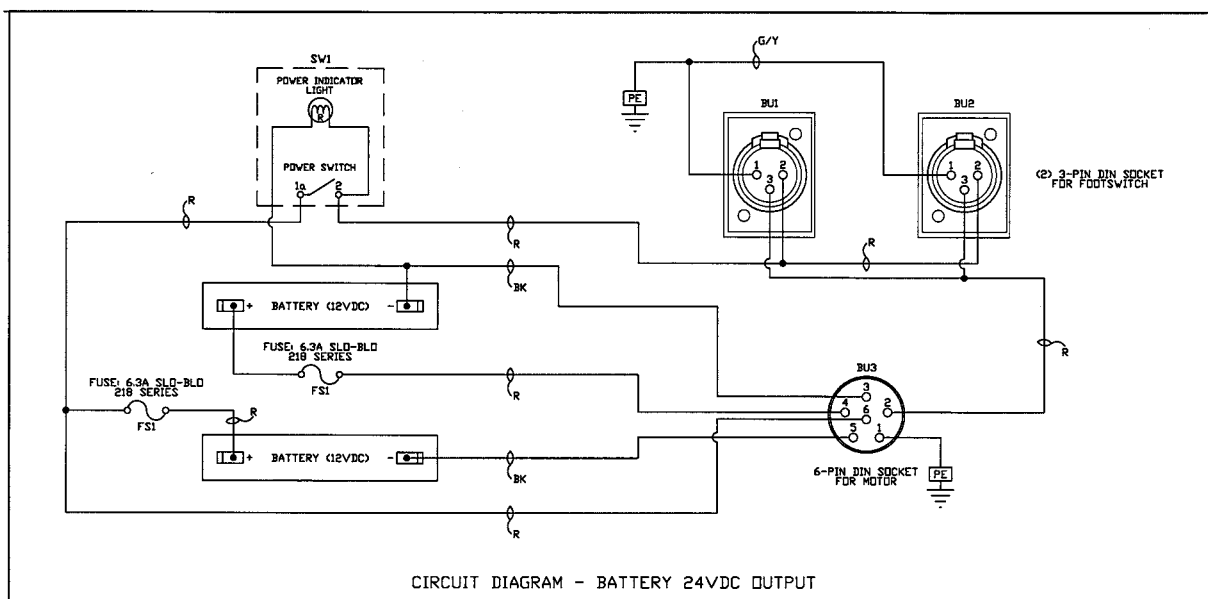 SW1
POWER INDICATOR
LIGHT
R
POWER SWITCH
1a 2
R
R
BK
G/Y
PE
BU1
1 2
3
BU2
1 2
3
(2) 3-PIN DIN SOCKET
FOR FOOTSWITCH
R
R
+ BATTERY (12VDC) -
FUSE: 6.3A SLO-BLO
218 SERIES
FS1
R
FUSE: 6.3A SLO-BLO
218 SERIES
FS1
R
+ BATTERY (12VDC) -
BK
R
BU3
3
4 6 2
5 1
6-PIN DIN SOCKET
FOR MOTOR
PE
CIRCUIT DIAGRAM - BATTERY 24VDC OUTPUT